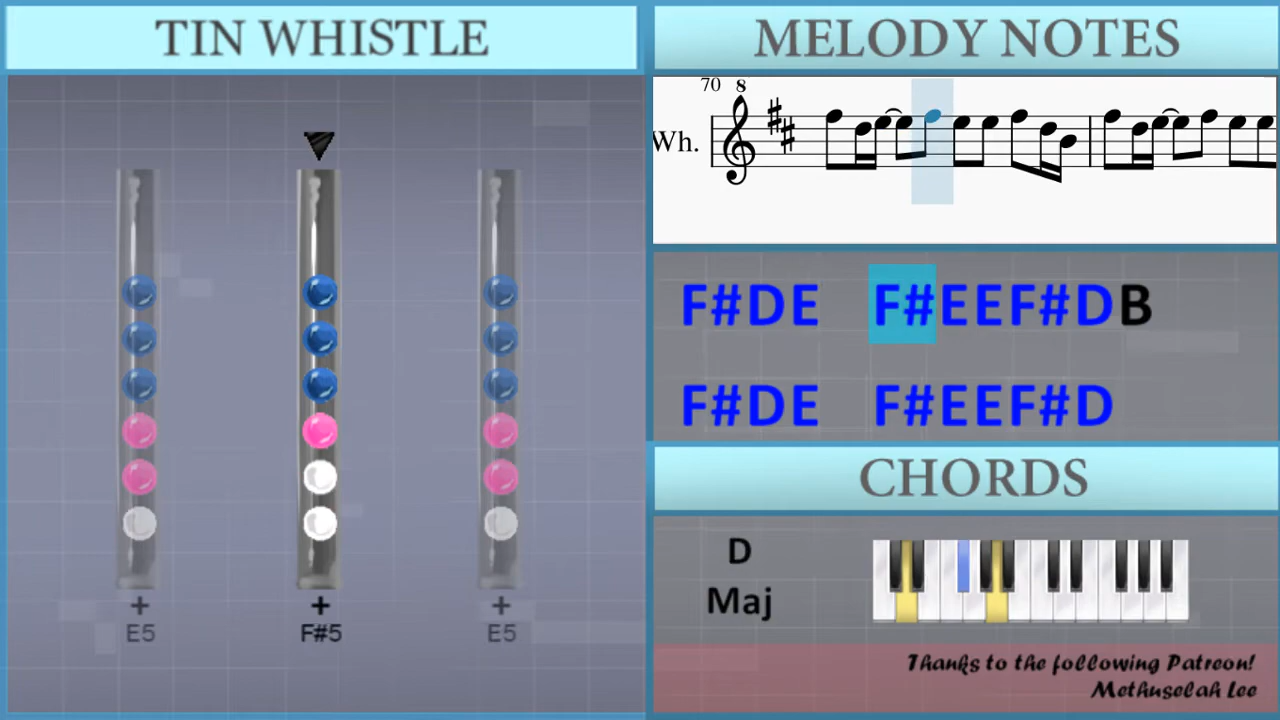 TIN WHISTLE
+ + +
E5 F#5 E5
MELODY NOTES
70 8
Wh.
F#DE F#EEF#DB
F#DE F#EEF#D
CHORDS
D
Maj
Thanks to the following Patreon!
Methuselah Lee